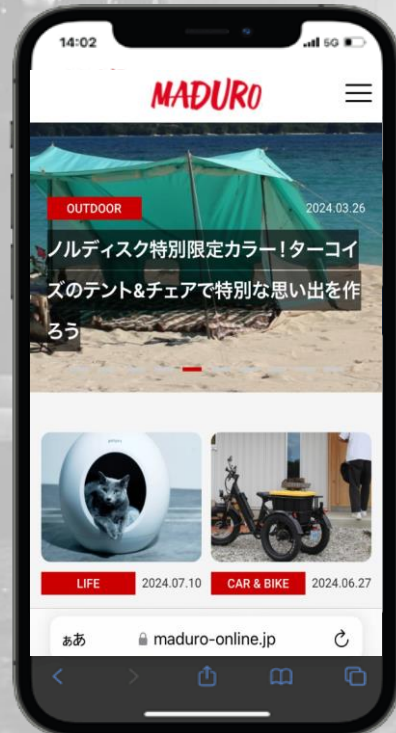 14:02
5G
MADURO
OUTDOOR
2024.03.26
ノルディスク特別限定カラー!ターコイ
ズのテント&チェアで特別な思い出を作
ろう
LIFE
2024.07.10
CAR & BIKE
2024.06.27
ぁあ
maduro-online.jp